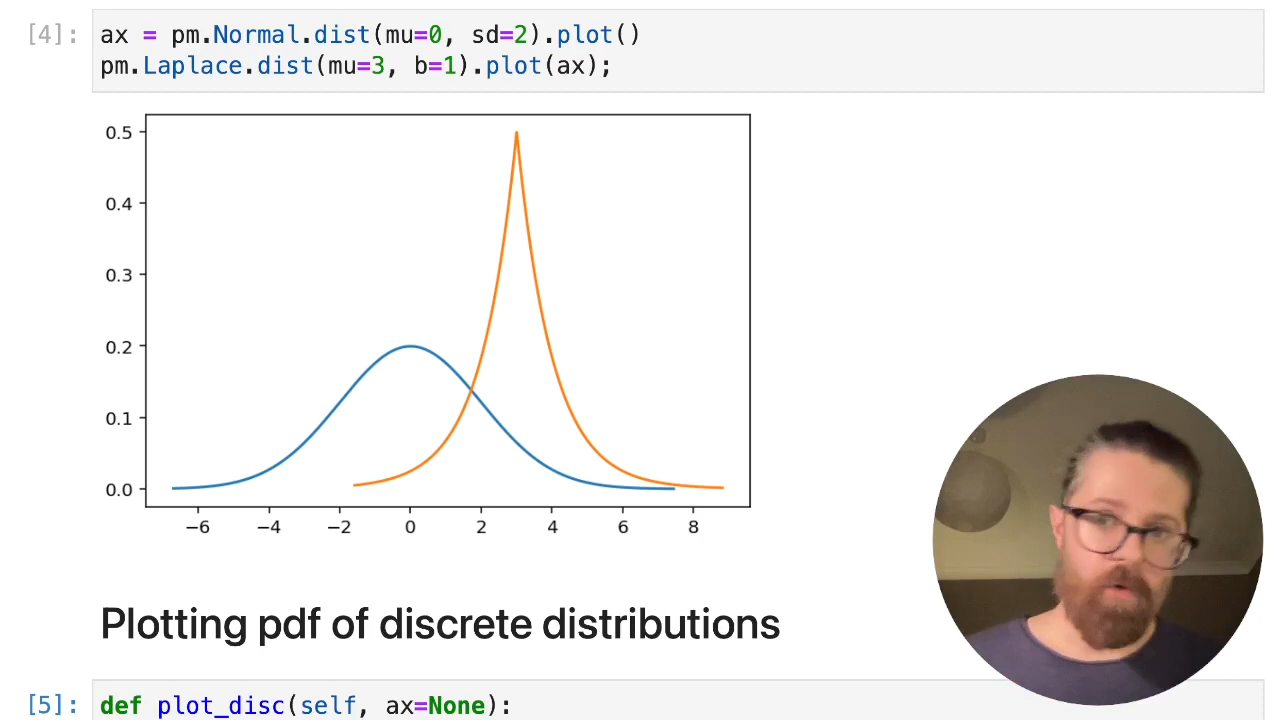 [4]: ax = pm.Normal.dist(mu=0, sd=2).plot()
pm.Laplace.dist(mu=3, b=1).plot(ax);
0.5
0.4
0.3
0.2
0.1
0.0
−6 −4 −2 0 2 4 6 8
Plotting pdf of discrete distributions
[5]: def plot_disc(self, ax=None):